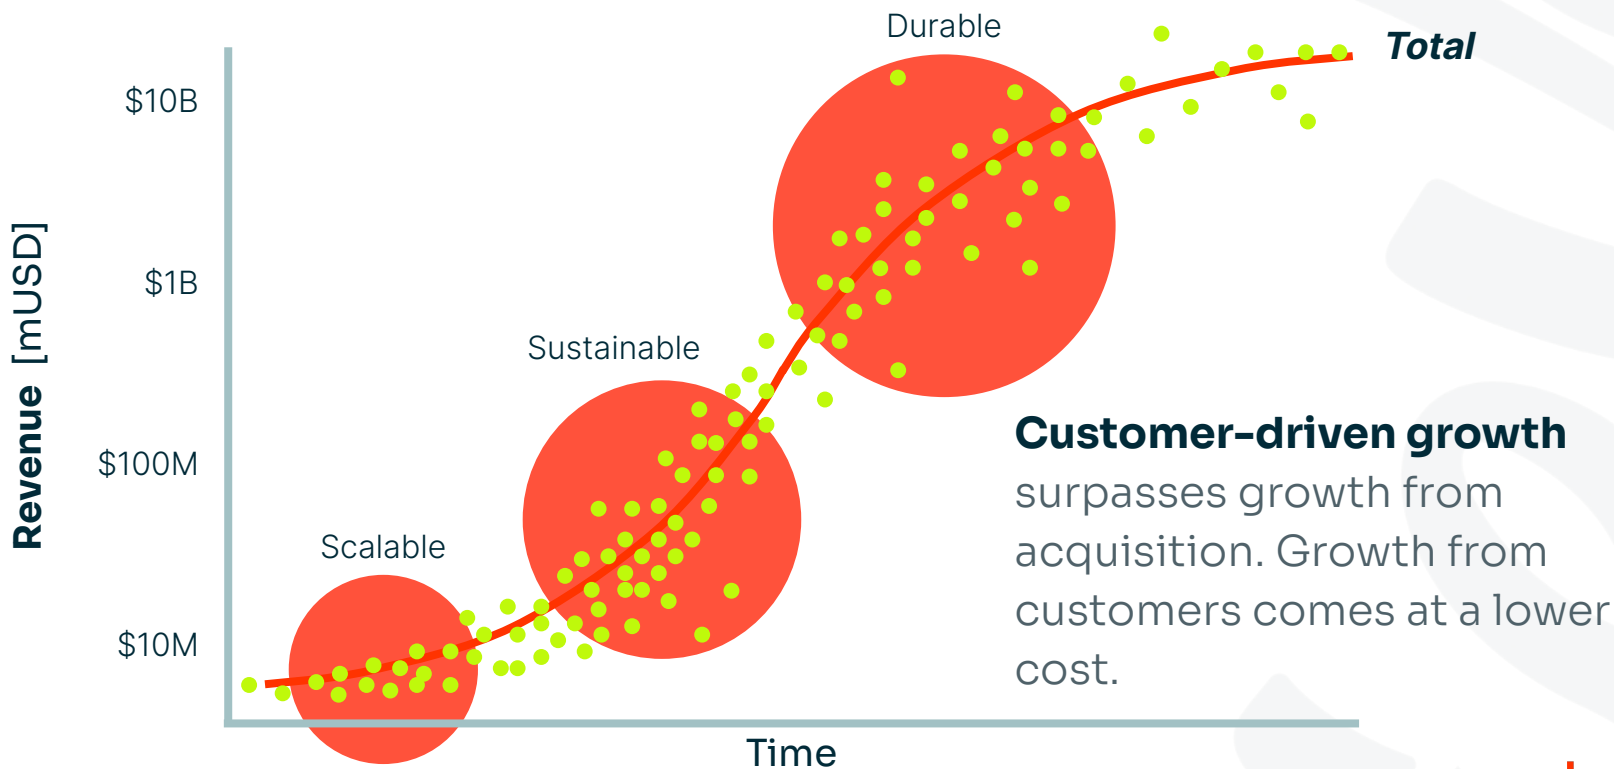 Durable
Total
$10B
$1B
Revenue [mUSD]
Sustainable
$100M
Customer-driven growth
surpasses growth from
acquisition. Growth from
customers comes at a lower
cost.
Scalable
$10M
Time